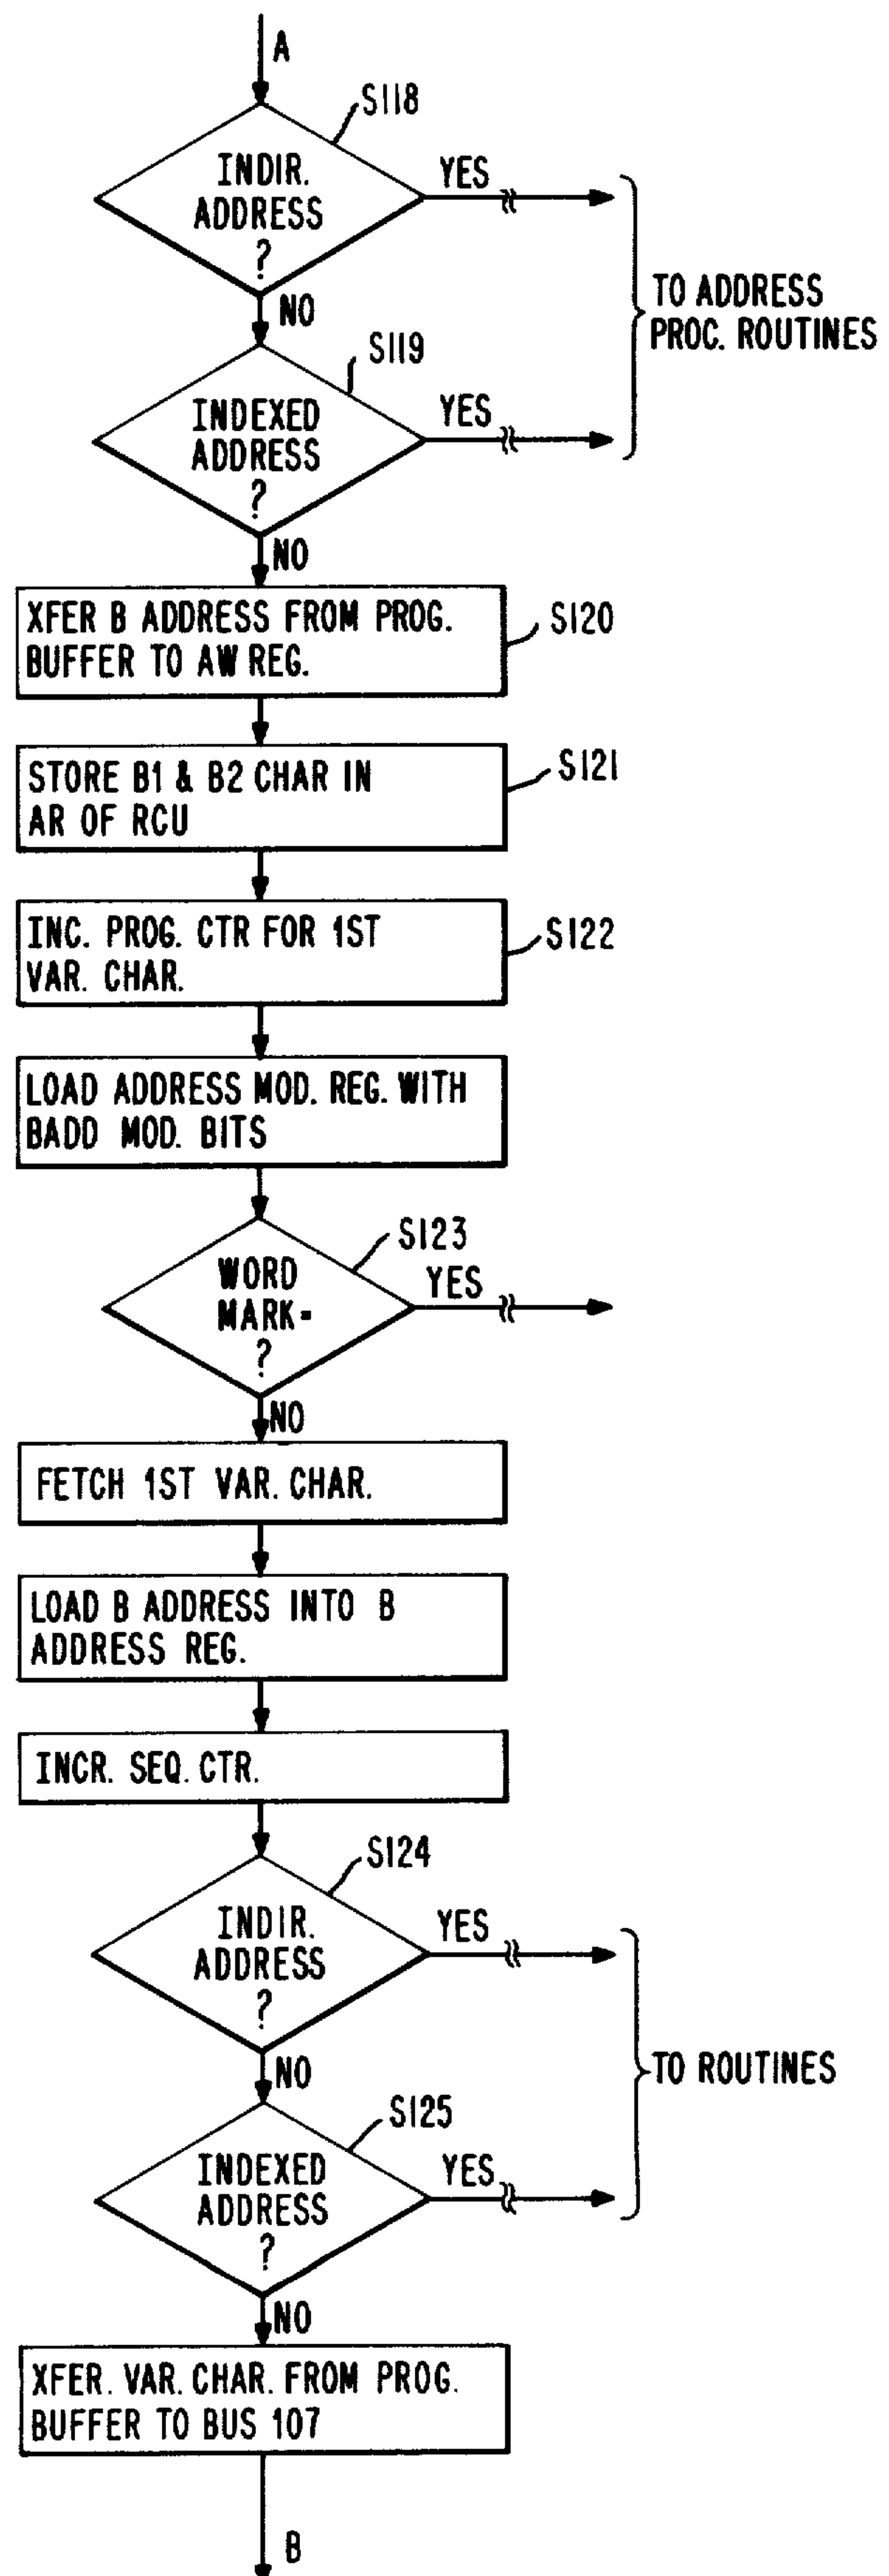 A
S118
INDIR.
ADDRESS
?
YES
NO
TO ADDRESS
PROC. ROUTINES
S119
INDEXED
ADDRESS
?
YES
NO
XFER B ADDRESS FROM PROG.
BUFFER TO AW REG.
S120
STORE B1 & B2 CHAR IN
AR OF RCU
S121
INC. PROG. CTR FOR 1ST
VAR. CHAR.
S122
LOAD ADDRESS MOD. REG. WITH
BADD MOD. BITS
S123
WORD
MARK=
?
YES
NO
FETCH 1ST VAR. CHAR.
LOAD B ADDRESS INTO B
ADDRESS REG.
INCR. SEQ. CTR.
S124
INDIR.
ADDRESS
?
YES
NO
TO ROUTINES
S125
INDEXED
ADDRESS
?
YES
NO
XFER. VAR. CHAR. FROM PROG.
BUFFER TO BUS 107
B